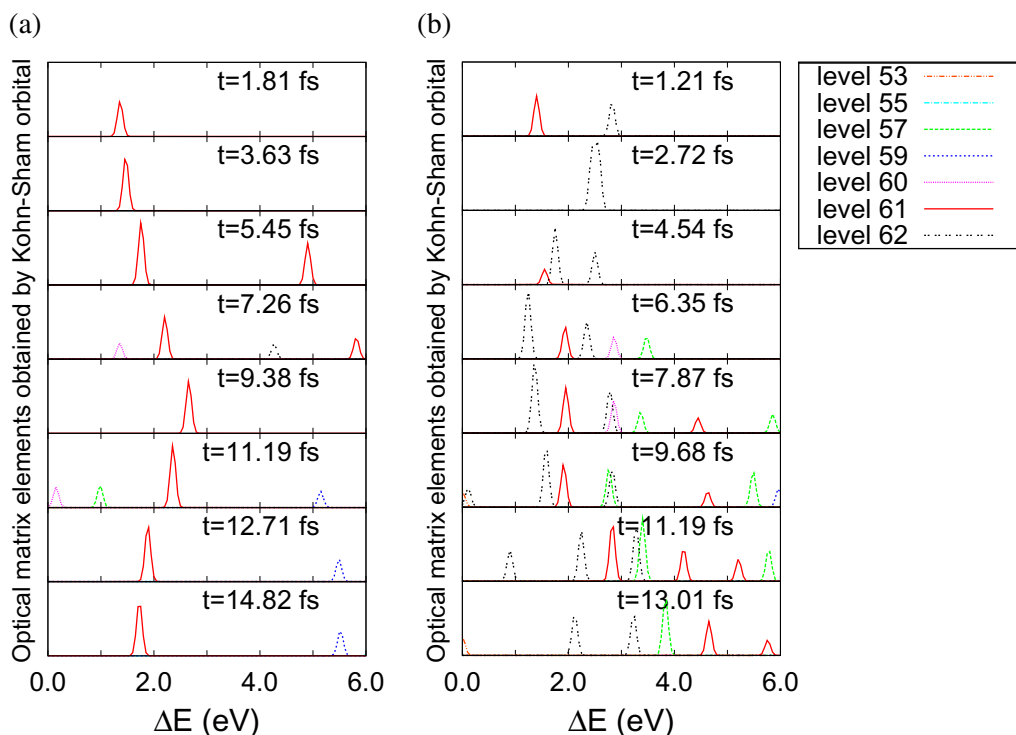 (a)
(b)
Optical matrix elements obtained by Kohn-Sham orbital
t=1.81 fs
t=3.63 fs
t=5.45 fs
t=7.26 fs
t=9.38 fs
t=11.19 fs
t=12.71 fs
t=14.82 fs
0.0 2.0 4.0 6.0
ΔE (eV)
Optical matrix elements obtained by Kohn-Sham orbital
t=1.21 fs
t=2.72 fs
t=4.54 fs
t=6.35 fs
t=7.87 fs
t=9.68 fs
t=11.19 fs
t=13.01 fs
0.0 2.0 4.0 6.0
ΔE (eV)
level 53
level 55
level 57
level 59
level 60
level 61
level 62